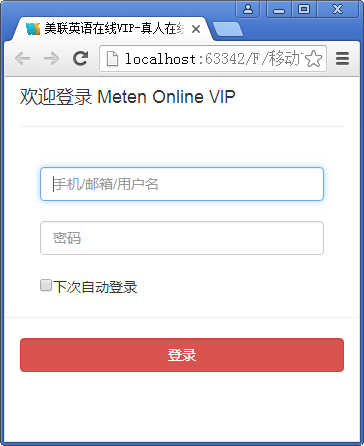 美联英语在线VIP-真人在线
localhost:63342/F/移动
欢迎登录 Meten Online VIP
手机/邮箱/用户名
密码
下次自动登录
登录